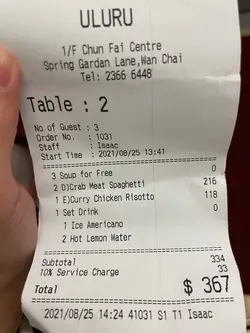 ULURU
1/F Chun Fai Centre
Spring Gardan Lane,Wan Chai
Tel: 2366 6448
Table : 2
No of Guest : 3
Order No. : 1031
Staff : Isaac
Start Time : 2021/08/25 13:41
3 Soup for Free 0
2 D)Crab Meat Spaghetti 216
1 E)Curry Chicken Risotto 118
1 Set Drink 0
1 Ice Americano
2 Hot Lemon Water
Subtotal 334
10% Service Charge 33
Total $ 367
2021/08/25 14:24 41031 S1 T1 Isaac